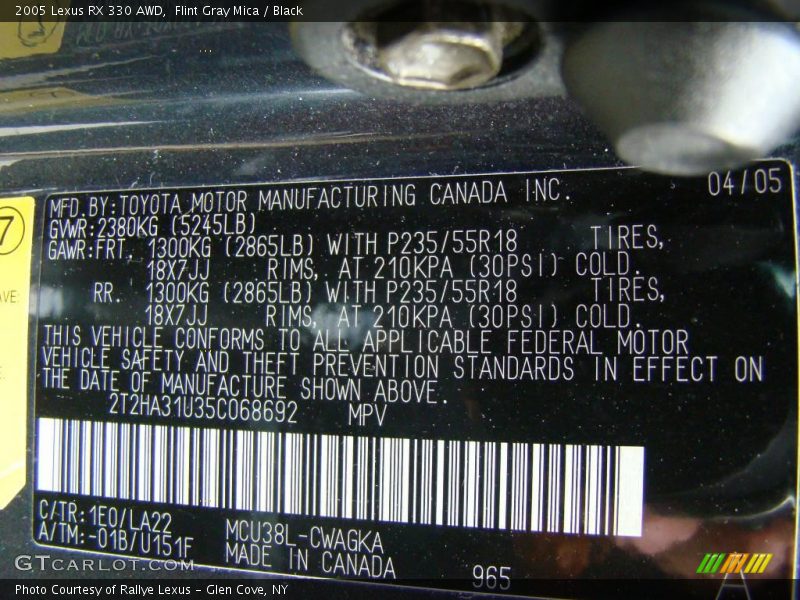 2005 Lexus RX 330 AWD, Flint Gray Mica / Black
7
AVE:
04/05
MFD.BY:TOYOTA MOTOR MANUFACTURING CANADA INC.
GVWR:2380KG (5245LB)
GAWR:FRT. 1300KG (2865LB) WITH P235/55R18 TIRES,
18X7JJ RIMS, AT 210KPA (30PSI) COLD.
RR. 1300KG (2865LB) WITH P235/55R18 TIRES,
18X7JJ RIMS, AT 210KPA (30PSI) COLD.
THIS VEHICLE CONFORMS TO ALL APPLICABLE FEDERAL MOTOR
VEHICLE SAFETY AND THEFT PREVENTION STANDARDS IN EFFECT ON
THE DATE OF MANUFACTURE SHOWN ABOVE.
2T2HA31U35C068692 MPV
C/TR:1E0/LA22
A/TM:-01B/U151F
MCU38L-CWAGKA
MADE IN CANADA
965
A
GTcarlot.com
Photo Courtesy of Rallye Lexus - Glen Cove, NY